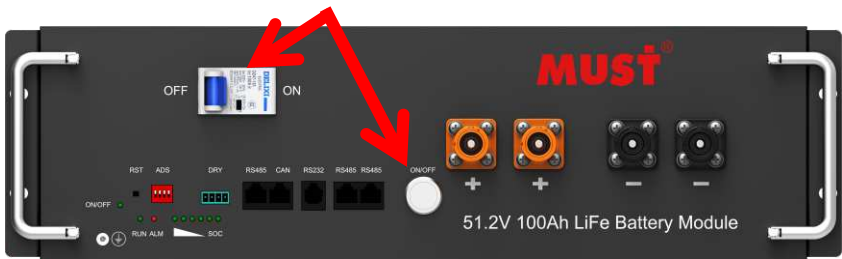 MUST®
OFF
ON
DELIXI
RST ADS DRY RS485 CAN RS232 RS485 RS485 ON/OFF
+ + − −
ON/OFF
RUN ALM SOC
51.2V 100Ah LiFe Battery Module